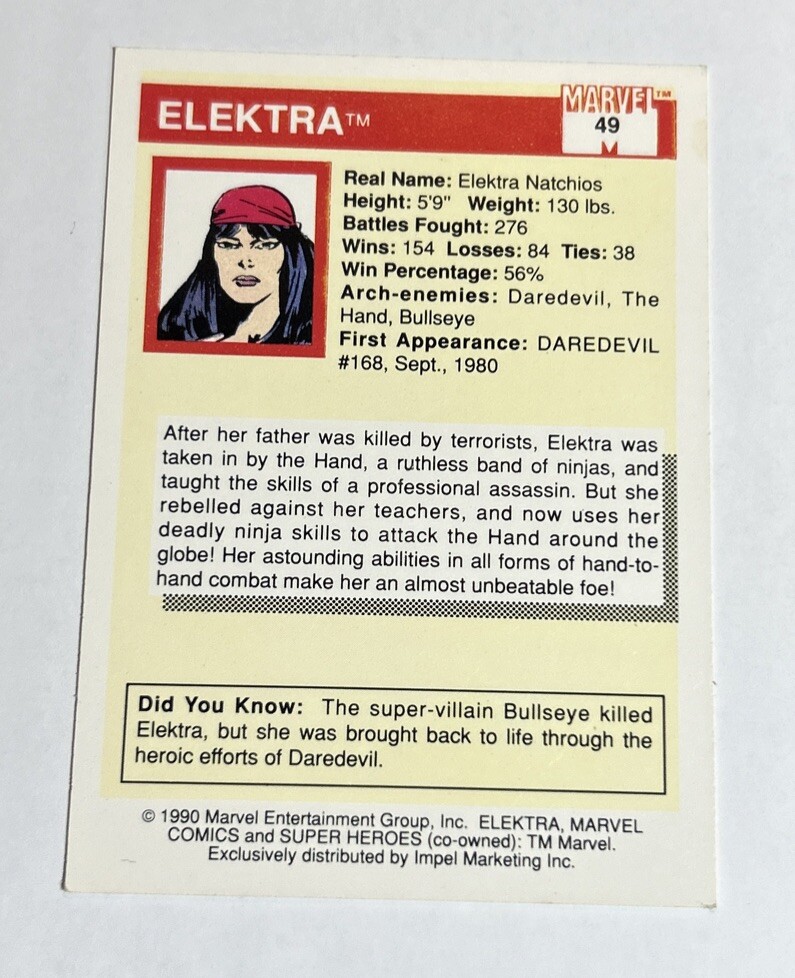 ELEKTRA™
MARVEL™
49
Real Name: Elektra Natchios
Height: 5'9" Weight: 130 lbs.
Battles Fought: 276
Wins: 154 Losses: 84 Ties: 38
Win Percentage: 56%
Arch-enemies: Daredevil, The
Hand, Bullseye
First Appearance: DAREDEVIL
#168, Sept., 1980
After her father was killed by terrorists, Elektra was
taken in by the Hand, a ruthless band of ninjas, and
taught the skills of a professional assassin. But she
rebelled against her teachers, and now uses her
deadly ninja skills to attack the Hand around the
globe! Her astounding abilities in all forms of hand-to-
hand combat make her an almost unbeatable foe!
Did You Know: The super-villain Bullseye killed
Elektra, but she was brought back to life through the
heroic efforts of Daredevil.
© 1990 Marvel Entertainment Group, Inc. ELEKTRA, MARVEL
COMICS and SUPER HEROES (co-owned): TM Marvel.
Exclusively distributed by Impel Marketing Inc.